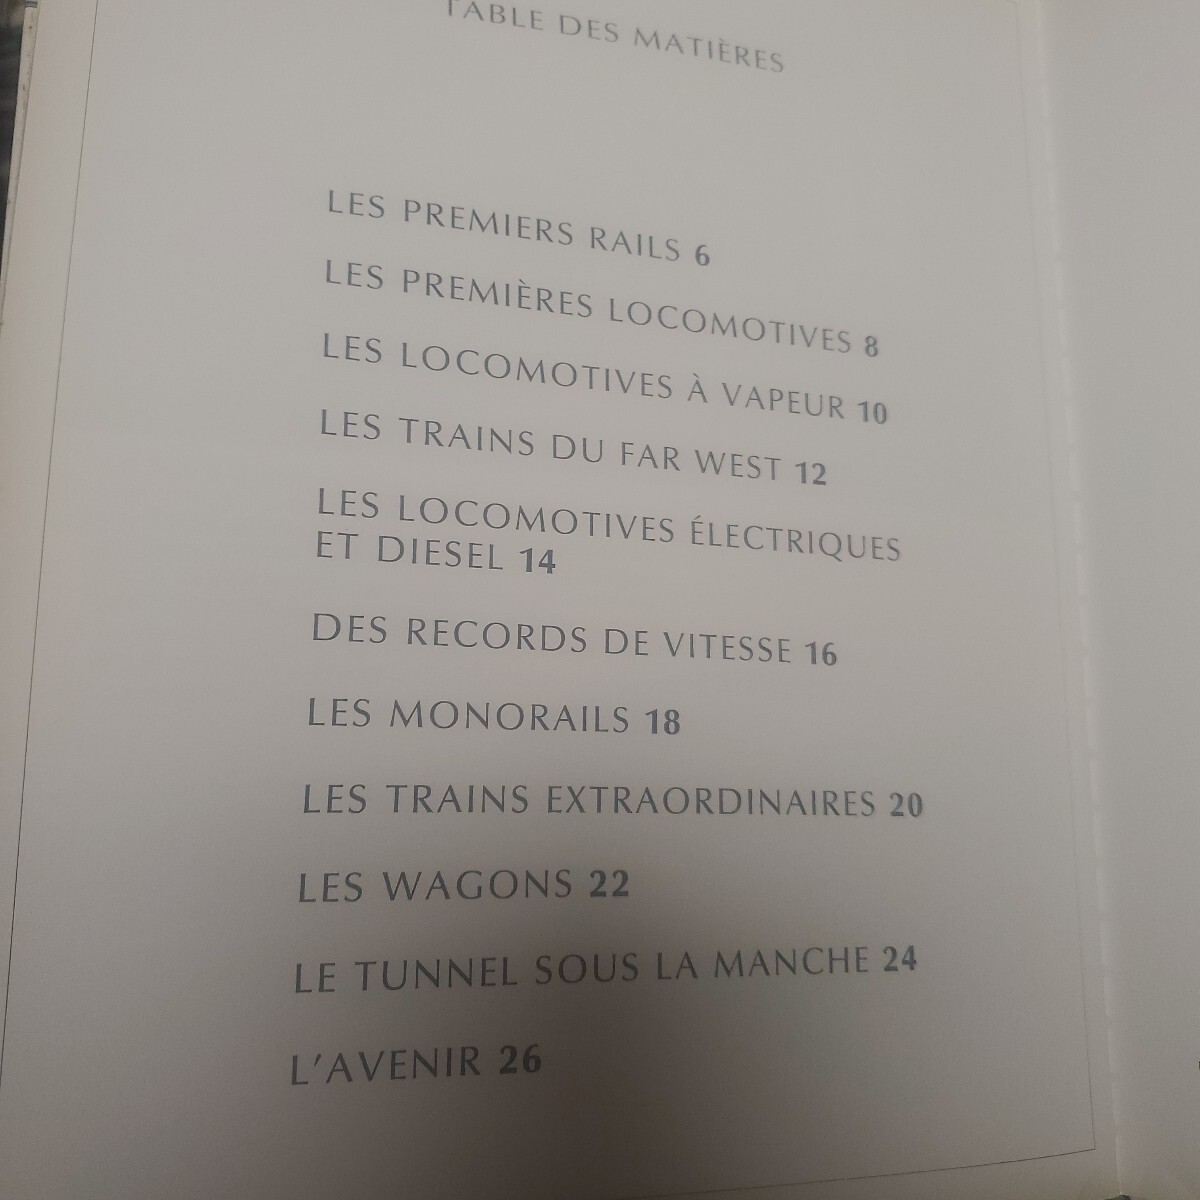 TABLE DES MATIÈRES
LES PREMIERS RAILS 6
LES PREMIÈRES LOCOMOTIVES 8
LES LOCOMOTIVES À VAPEUR 10
LES TRAINS DU FAR WEST 12
LES LOCOMOTIVES ÉLECTRIQUES
ET DIESEL 14
DES RECORDS DE VITESSE 16
LES MONORAILS 18
LES TRAINS EXTRAORDINAIRES 20
LES WAGONS 22
LE TUNNEL SOUS LA MANCHE 24
L'AVENIR 26